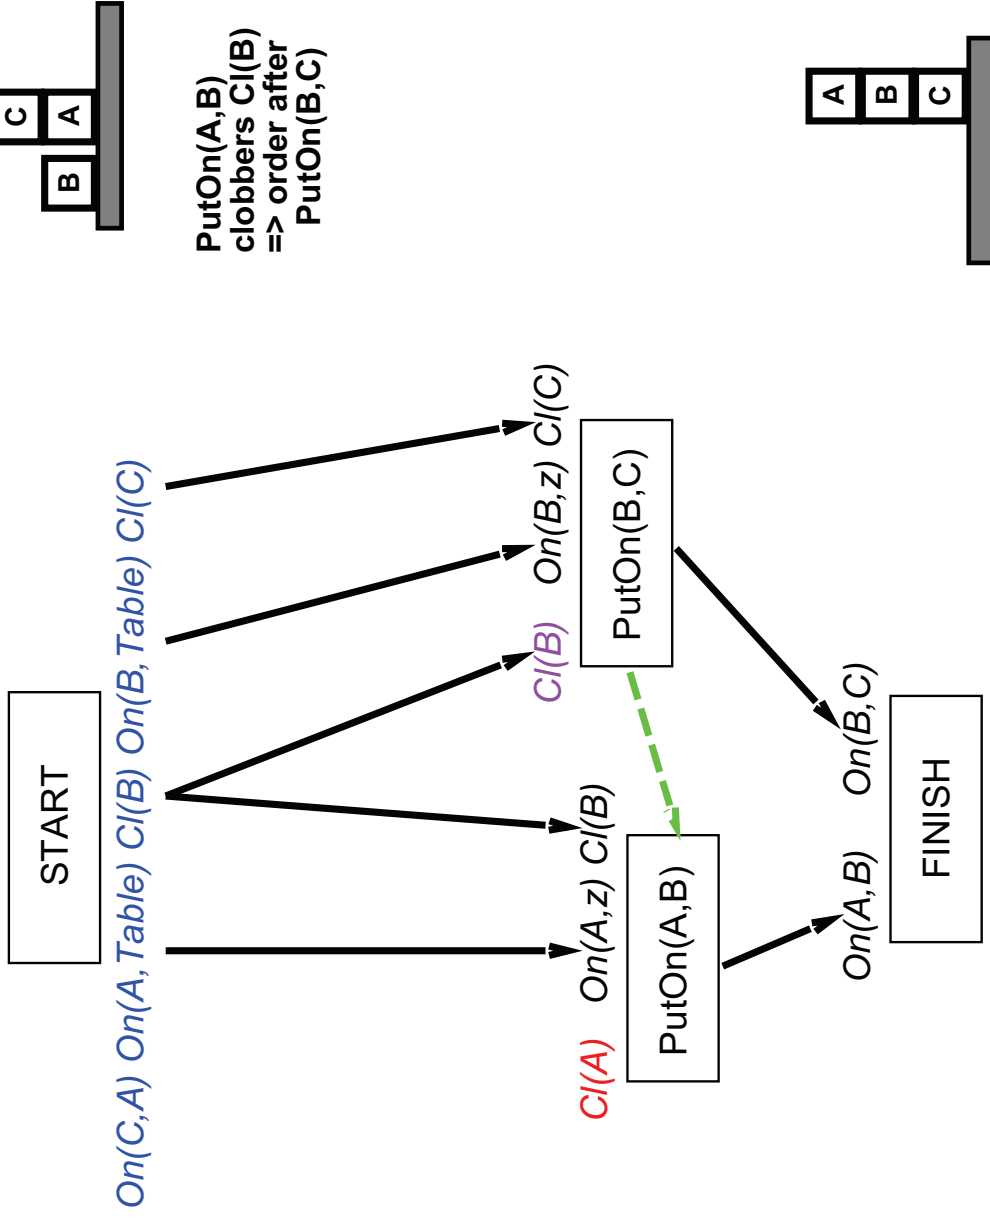 START
On(C,A) On(A,Table) Cl(B) On(B,Table) Cl(C)
C
B A
PutOn(A,B)
clobbers Cl(B)
=> order after
PutOn(B,C)
Cl(B) On(B,z) Cl(C)
PutOn(B,C)
Cl(A) On(A,z) Cl(B)
PutOn(A,B)
On(A,B) On(B,C)
FINISH
A
B
C